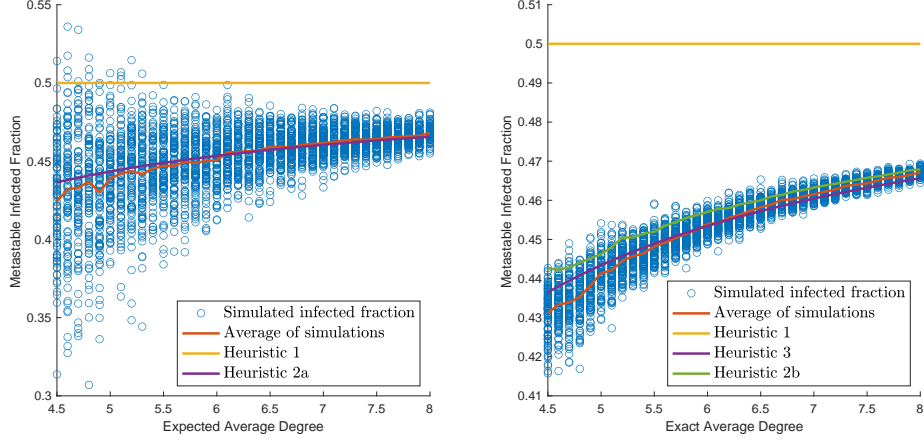 0.55
0.5
0.45
0.4
0.35
0.3
Metastable Infected Fraction
4.5 5 5.5 6 6.5 7 7.5 8
Expected Average Degree
Simulated infected fraction
Average of simulations
Heuristic 1
Heuristic 2a
0.51
0.5
0.49
0.48
0.47
0.46
0.45
0.44
0.43
0.42
0.41
Metastable Infected Fraction
4.5 5 5.5 6 6.5 7 7.5 8
Exact Average Degree
Simulated infected fraction
Average of simulations
Heuristic 1
Heuristic 3
Heuristic 2b